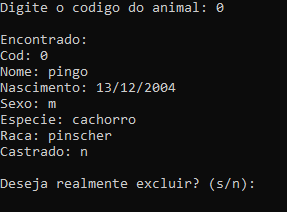 Digite o codigo do animal: 0
Encontrado:
Cod: 0
Nome: pingo
Nascimento: 13/12/2004
Sexo: m
Especie: cachorro
Raca: pinscher
Castrado: n
Deseja realmente excluir? (s/n):